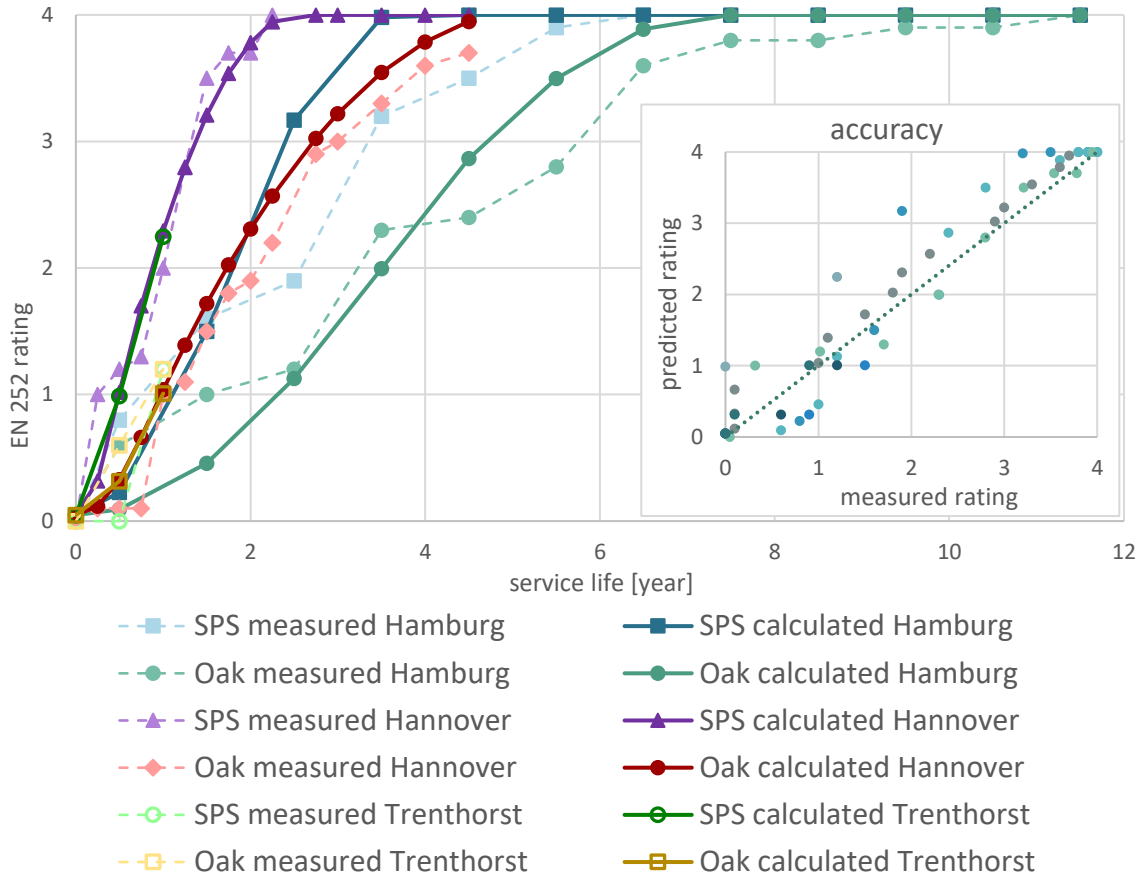 4
3
2
1
0
EN 252 rating
0
2
4
6
8
10
12
service life [year]
accuracy
4
3
2
1
0
predicted rating
0
1
2
3
4
measured rating
SPS measured Hamburg
SPS calculated Hamburg
Oak measured Hamburg
Oak calculated Hamburg
SPS measured Hannover
SPS calculated Hannover
Oak measured Hannover
Oak calculated Hannover
SPS measured Trenthorst
SPS calculated Trenthorst
Oak measured Trenthorst
Oak calculated Trenthorst